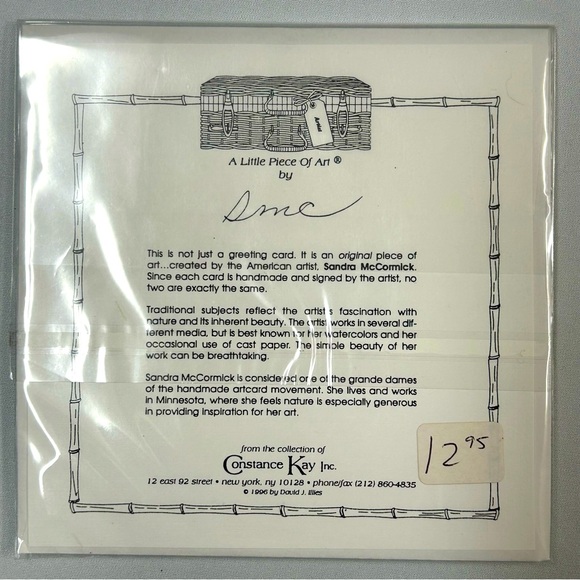 Artist
A Little Piece Of Art ®
by
Smc
This is not just a greeting card. It is an original piece of
art...created by the American artist, Sandra McCormick.
Since each card is handmade and signed by the artist, no
two are exactly the same.
Traditional subjects reflect the artist's fascination with
nature and its inherent beauty. The artist works in several dif-
ferent media, but is best known for her watercolors and her
occasional use of cast paper. The simple beauty of her
work can be breathtaking.
Sandra McCormick is considered one of the grande dames
of the handmade artcard movement. She lives and works
in Minnesota, where she feels nature is especially generous
in providing inspiration for her art.
from the collection of
Constance Kay Inc.
12 east 92 street • new york, ny 10128 • phone/fax (212) 860-4835
© 1996 by David J. Illies
12 95